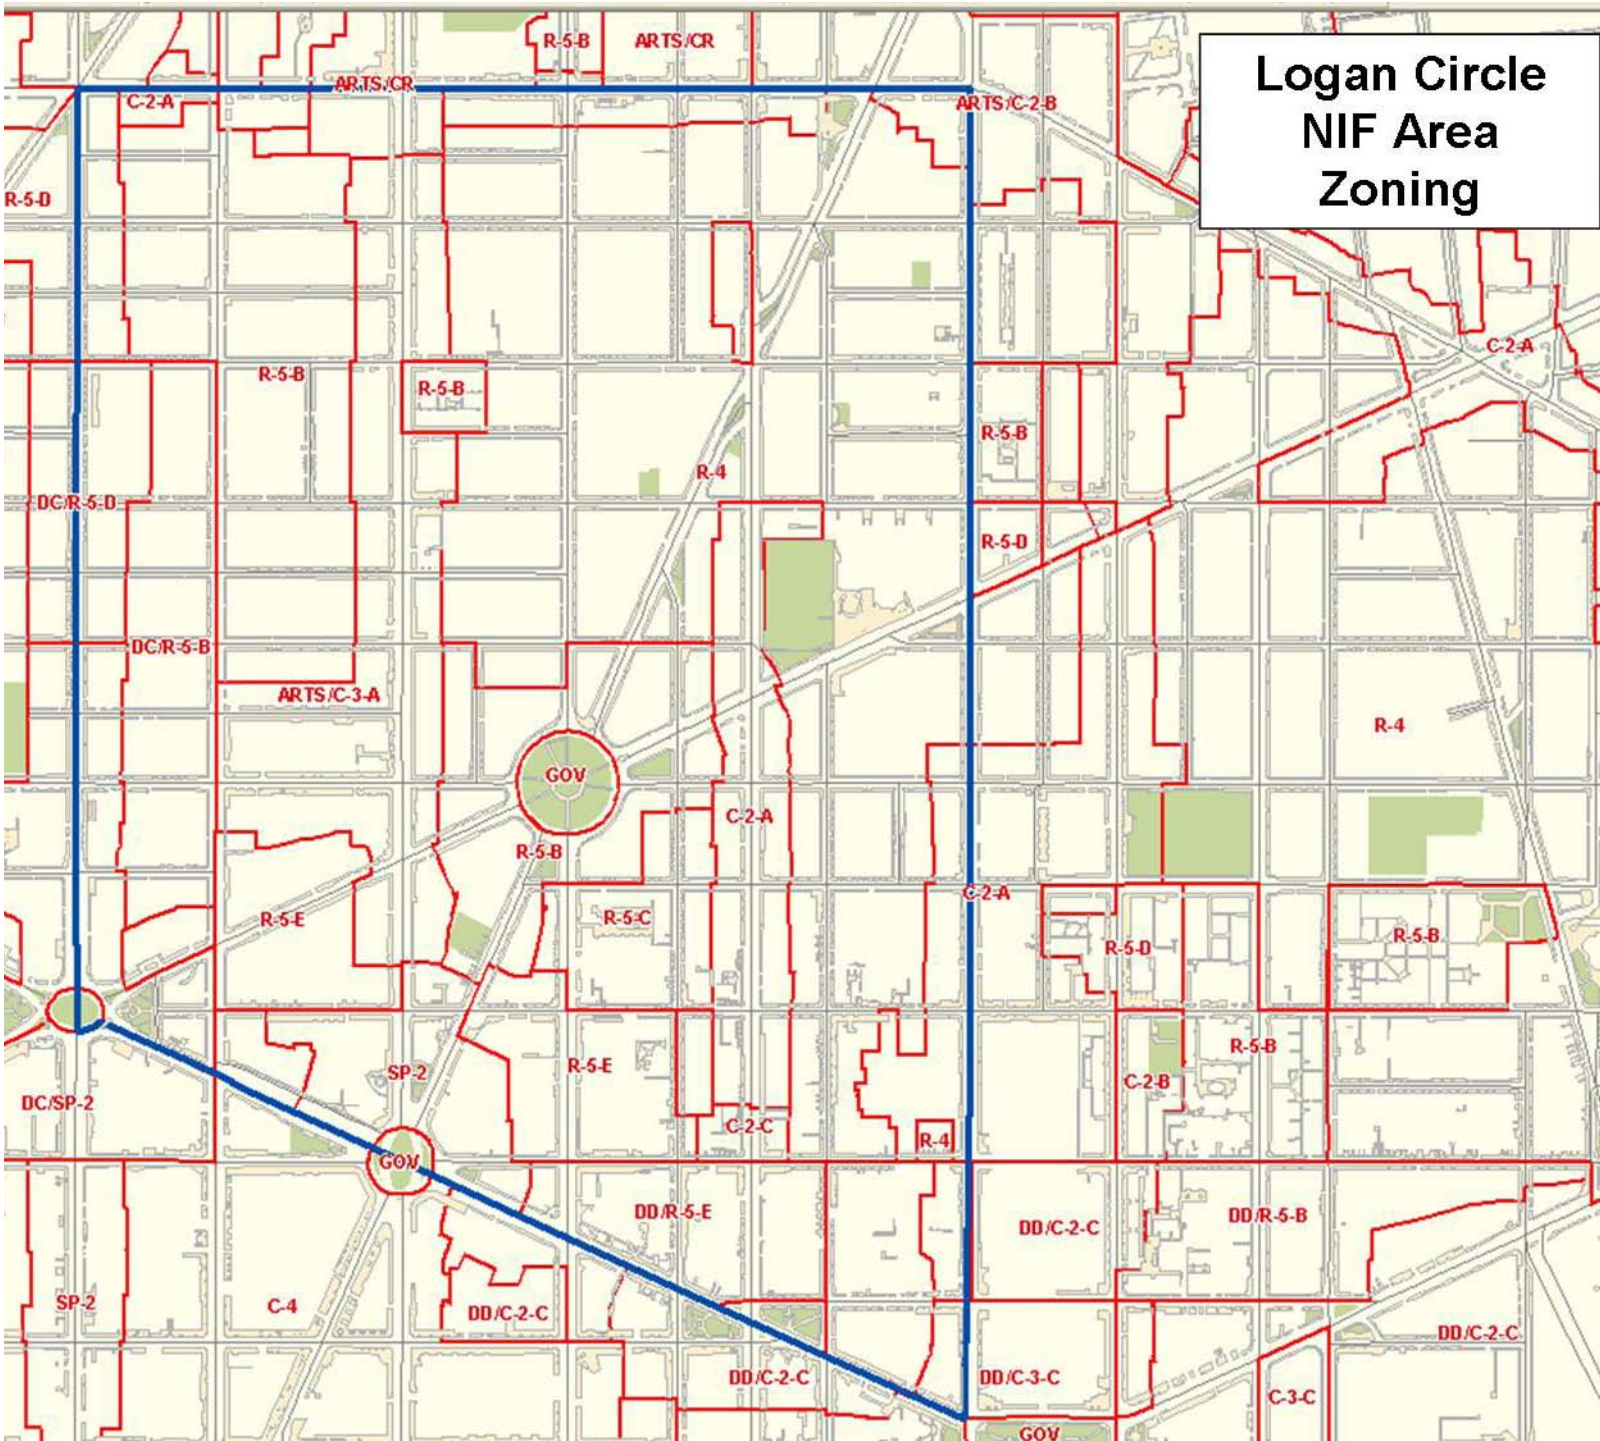 Logan Circle
NIF Area
Zoning
R-5-B
ARTS/CR
ARTS/CR
C-2-A
ARTS/C-2-B
R-5-D
C-2-A
R-5-B
R-5-B
R-5-B
R-4
DC/R-5-D
R-5-D
DC/R-5-B
ARTS/C-3-A
R-4
GOV
C-2-A
R-5-B
C-2-A
R-5-E
R-5-C
R-5-D
R-5-B
R-5-B
R-5-E
SP-2
C-2-B
DC/SP-2
C-2-C
R-4
GOV
DD/R-5-E
DD/C-2-C
DD/R-5-B
SP-2
C-4
DD/C-2-C
DD/C-2-C
DD/C-2-C
DD/C-3-C
C-3-C
GOV